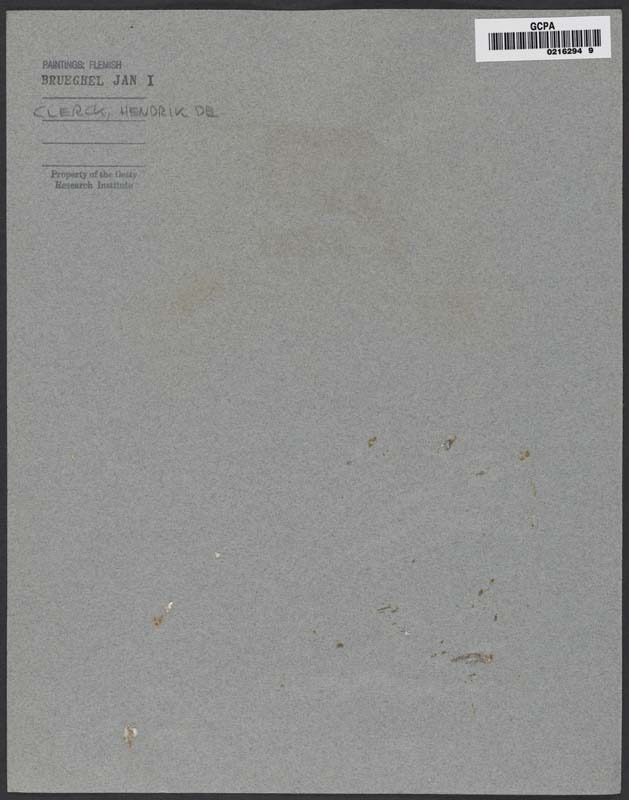 GCPA
0216294 9
PAINTINGS: FLEMISH
BRUEGHEL JAN I
CLERCK, HENDRIK DE
Property of the Getty
Research Institute